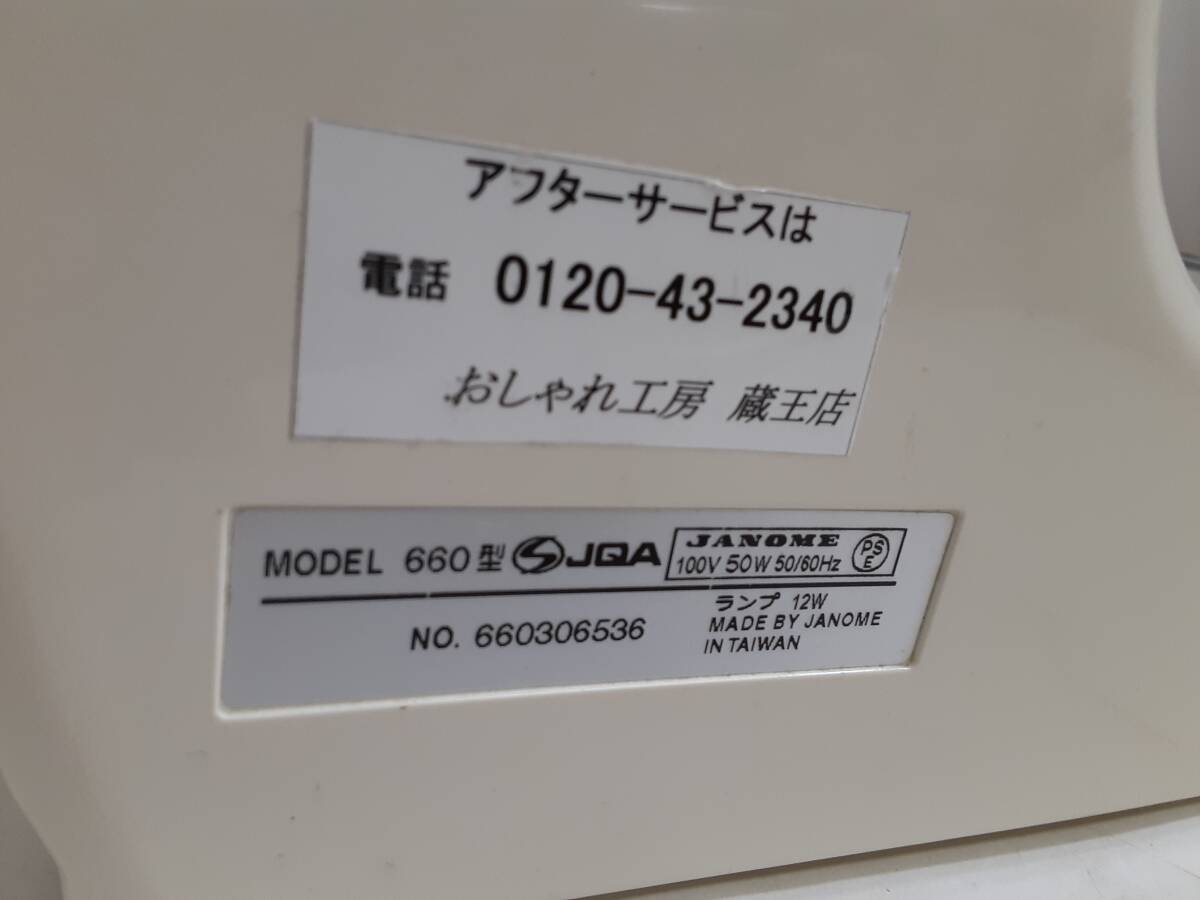 アフターサービスは
電話 0120-43-2340
おしゃれ工房 蔵王店
MODEL 660型 JQA JANOME
100V 50W 50/60Hz PSE
NO. 660306536
ランプ 12W
MADE BY JANOME
IN TAIWAN